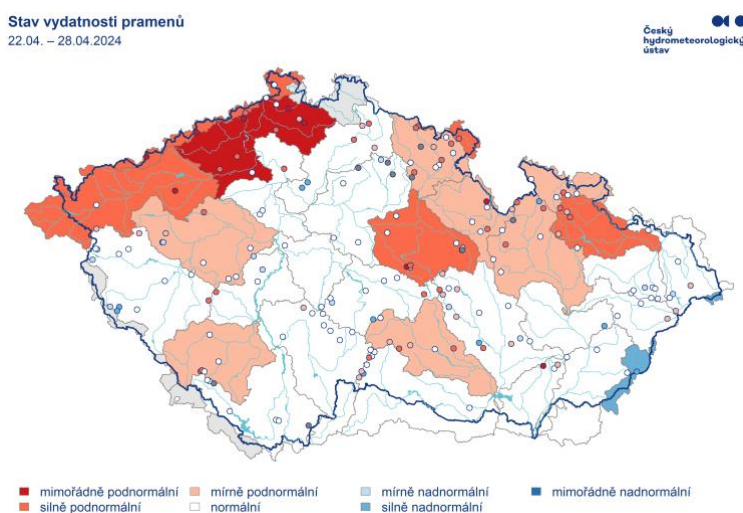 Stav vydatnosti pramenů
22.04. – 28.04.2024
Český
hydrometeorologický
ústav
mimořádně podnormální
mírně podnormální
mírně nadnormální
mimořádně nadnormální
silně podnormální
normální
silně nadnormální